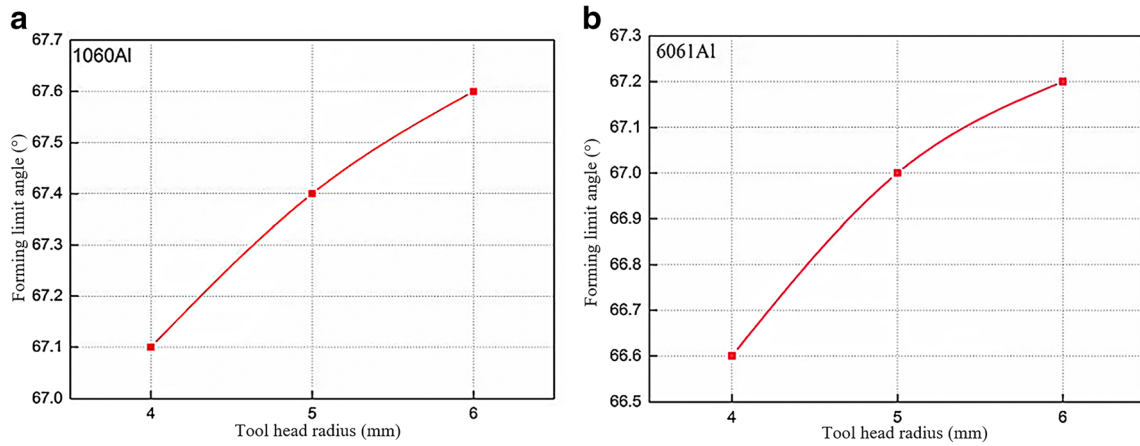 a
67.7
1060Al
67.6
67.5
67.4
67.3
67.2
67.1
67.0
Forming limit angle (°)
4
5
6
Tool head radius (mm)
b
67.3
6061Al
67.2
67.1
67.0
66.9
66.8
66.7
66.6
66.5
Forming limit angle (°)
4
5
6
Tool head radius (mm)